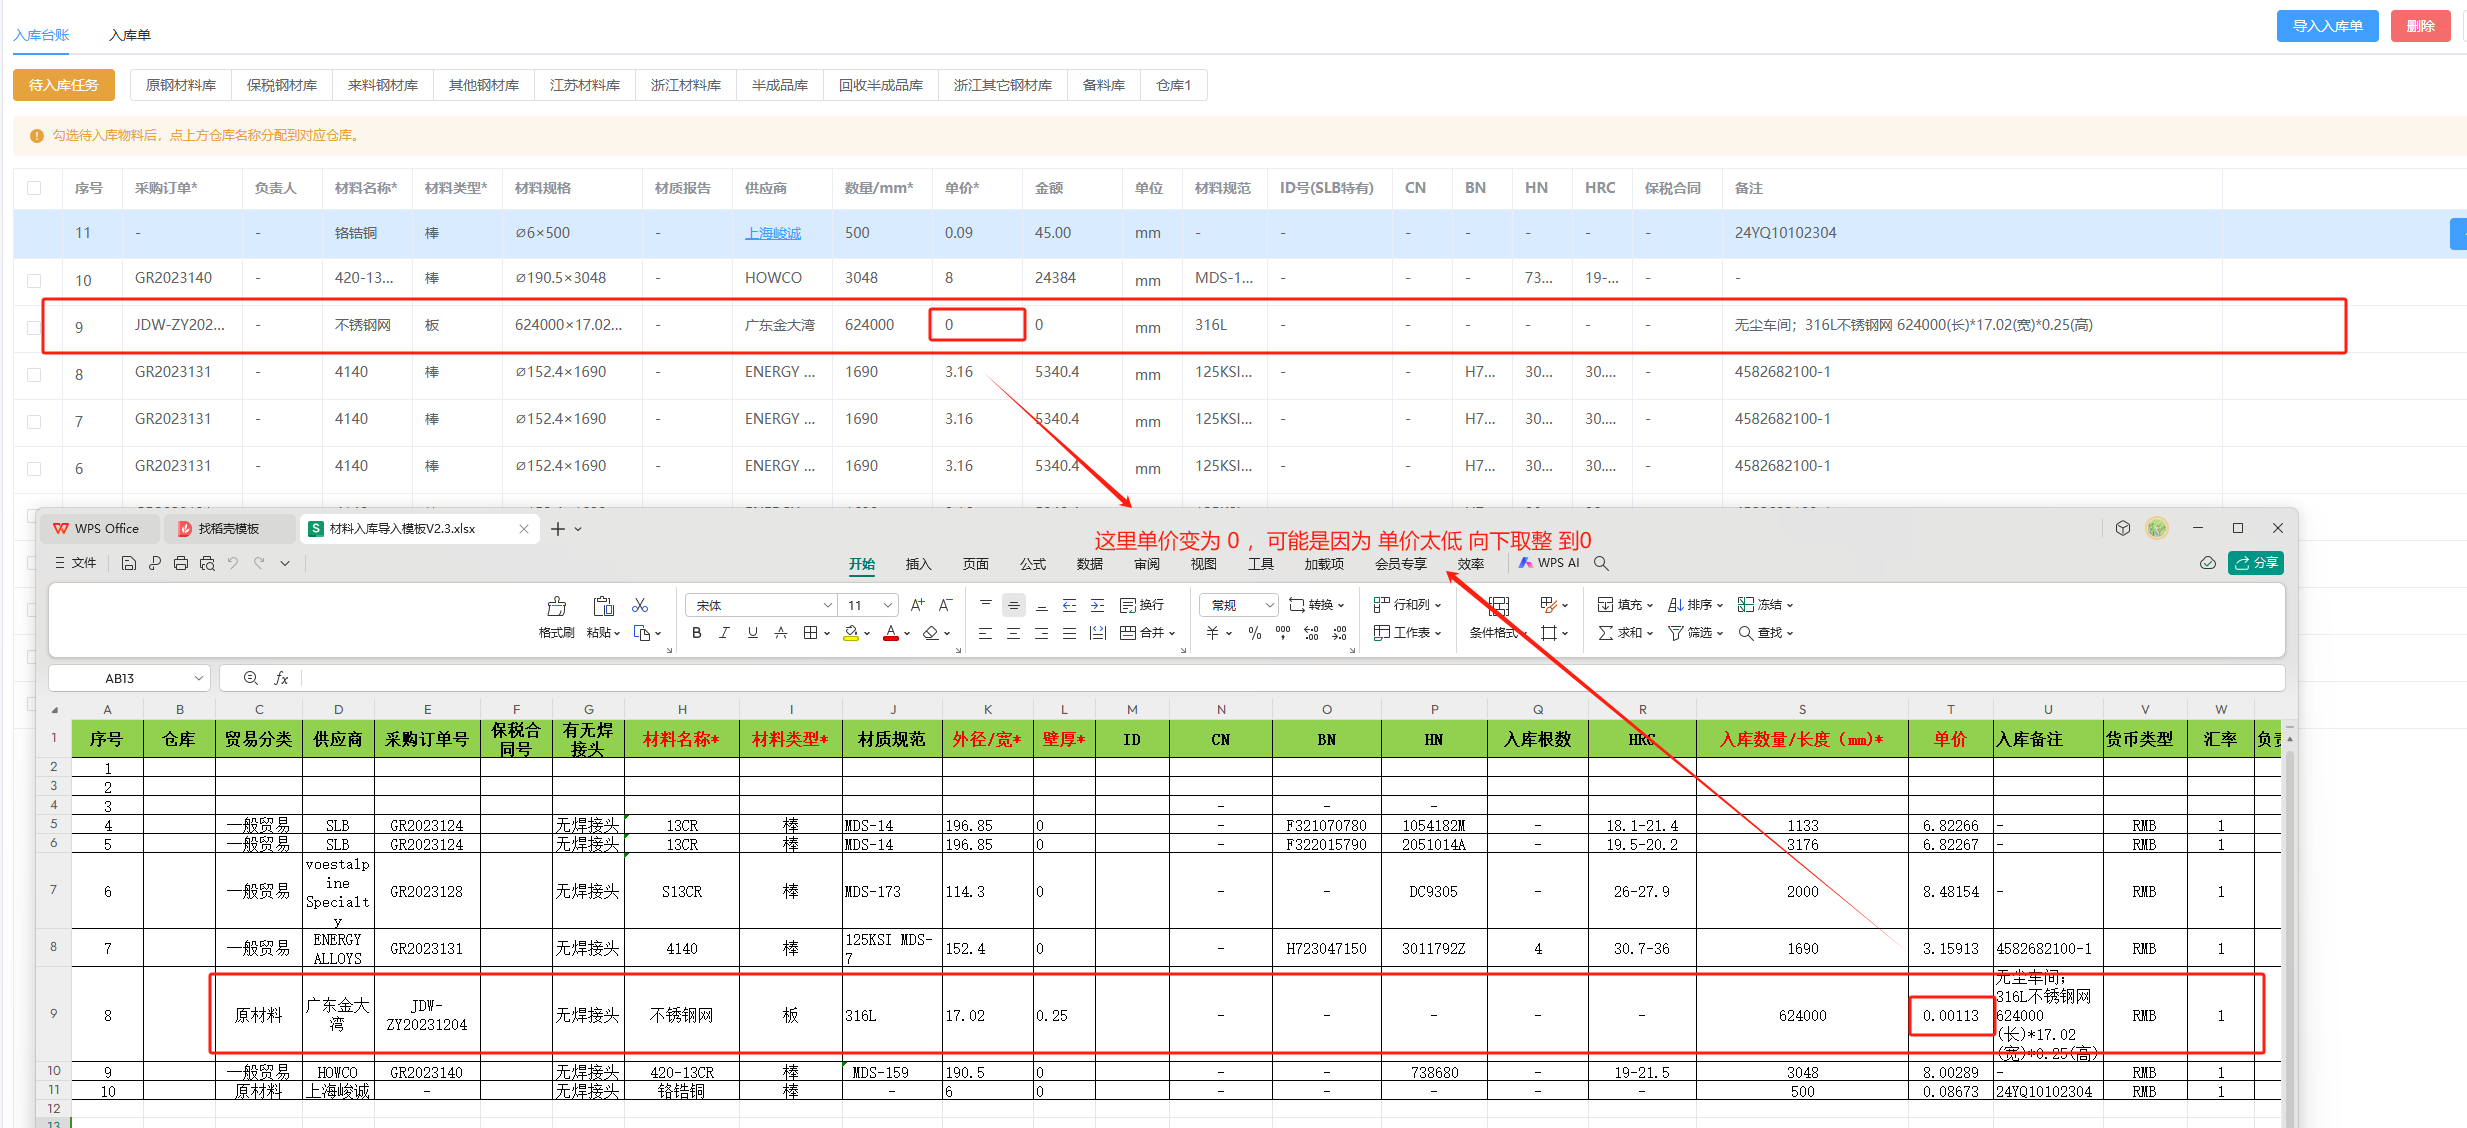 入库台账 入库单 导入入库单 删除
待入库任务 原钢材料库 保税钢材库 来料钢材库 其他钢材库 江苏材料库 浙江材料库 半成品库 回收半成品库 浙江其它钢材库 备料库 仓库1
勾选待入库物料后，点上方仓库名称分配到对应仓库。
序号 采购订单* 负责人 材料名称* 材料类型* 材料规格 材质报告 供应商 数量/mm* 单价* 金额 单位 材料规范 ID号(SLB特有) CN BN HN HRC 保税合同 备注
11 - - 铬锆铜 棒 ∅6×500 - 上海峻诚 500 0.09 45.00 mm - - - - - - - 24YQ10102304
10 GR2023140 - 420-13... 棒 ∅190.5×3048 - HOWCO 3048 8 24384 mm MDS-1... - - - 73... 19-... - -
9 JDW-ZY202... - 不锈钢网 板 624000×17.02... - 广东金大湾 624000 0 0 mm 316L - - - - - - 无尘车间；316L不锈钢网 624000(长)*17.02(宽)*0.25(高)
8 GR2023131 - 4140 棒 ∅152.4×1690 - ENERGY ... 1690 3.16 5340.4 mm 125KSI... - - H7... 30... 30.... - 4582682100-1
7 GR2023131 - 4140 棒 ∅152.4×1690 - ENERGY ... 1690 3.16 5340.4 mm 125KSI... - - H7... 30... 30.... - 4582682100-1
6 GR2023131 - 4140 棒 ∅152.4×1690 - ENERGY ... 1690 3.16 5340.4 mm 125KSI... - - H7... 30... 30.... - 4582682100-1
WPS Office 找稻壳模板 S 材料入库导入模板V2.3.xlsx
这里单价变为 0 ，可能是因为 单价太低 向下取整 到0
文件 开始 插入 页面 公式 数据 审阅 视图 工具 加载项 会员专享 效率 WPS AI 分享
宋体 11 A+ A- 换行 常规 转换 行和列 填充 排序 冻结
格式刷 粘贴 B I U A 合并 ¥ % 工作表 条件格式 求和 筛选 查找
AB13 fx
A B C D E F G H I J K L M N O P Q R S T U V W
1 序号 仓库 贸易分类 供应商 采购订单号 保税合同号 有无焊接头 材料名称* 材料类型* 材质规范 外径/宽* 壁厚* ID CN BN HN 入库根数 HRC 入库数量/长度（mm)* 单价 入库备注 货币类型 汇率 负责
2 1
3 2
4 3 - - -
5 4 一般贸易 SLB GR2023124 无焊接头 13CR 棒 MDS-14 196.85 0 - F321070780 1054182M - 18.1-21.4 1133 6.82266 - RMB 1
6 5 一般贸易 SLB GR2023124 无焊接头 13CR 棒 MDS-14 196.85 0 - F322015790 2051014A - 19.5-20.2 3176 6.82267 - RMB 1
7 6 一般贸易 voestalpine Specialty GR2023128 无焊接头 S13CR 棒 MDS-173 114.3 0 - - DC9305 - 26-27.9 2000 8.48154 - RMB 1
8 7 一般贸易 ENERGY ALLOYS GR2023131 无焊接头 4140 棒 125KSI MDS-7 152.4 0 - H723047150 3011792Z 4 30.7-36 1690 3.15913 4582682100-1 RMB 1
9 8 原材料 广东金大湾 JDW-ZY20231204 无焊接头 不锈钢网 板 316L 17.02 0.25 - - - - - 624000 0.00113 无尘车间；316L不锈钢网 624000(长)*17.02(宽)*0.25(高) RMB 1
10 9 一般贸易 HOWCO GR2023140 无焊接头 420-13CR 棒 MDS-159 190.5 0 - - 738680 - 19-21.5 3048 8.00289 - RMB 1
11 10 原材料 上海峻诚 - 无焊接头 铬锆铜 棒 - 6 0 - - - - - 500 0.08673 24YQ10102304 RMB 1
12
13